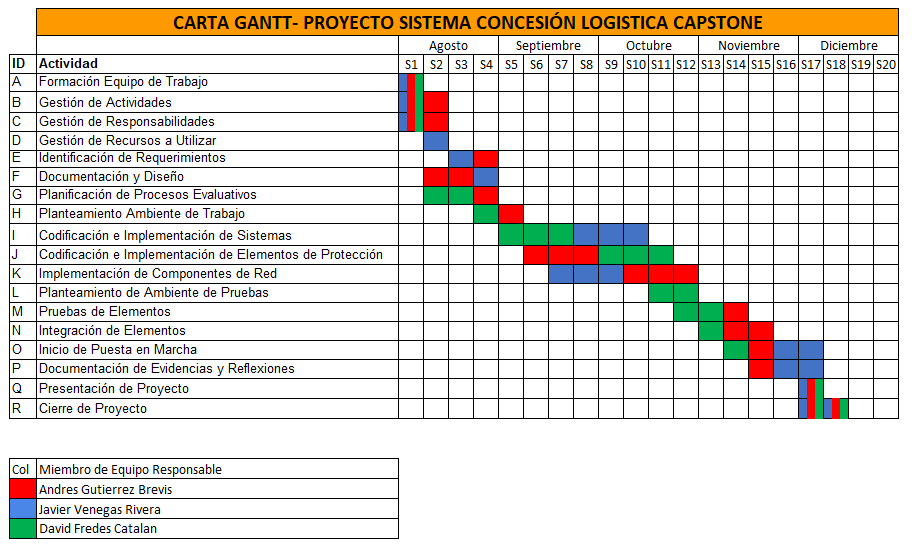 CARTA GANTT- PROYECTO SISTEMA CONCESIÓN LOGISTICA CAPSTONE
Agosto Septiembre Octubre Noviembre Diciembre
ID Actividad S1 S2 S3 S4 S5 S6 S7 S8 S9 S10 S11 S12 S13 S14 S15 S16 S17 S18 S19 S20
A Formación Equipo de Trabajo
B Gestión de Actividades
C Gestión de Responsabilidades
D Gestión de Recursos a Utilizar
E Identificación de Requerimientos
F Documentación y Diseño
G Planificación de Procesos Evaluativos
H Planteamiento Ambiente de Trabajo
I Codificación e Implementación de Sistemas
J Codificación e Implementación de Elementos de Protección
K Implementación de Componentes de Red
L Planteamiento de Ambiente de Pruebas
M Pruebas de Elementos
N Integración de Elementos
O Inicio de Puesta en Marcha
P Documentación de Evidencias y Reflexiones
Q Presentación de Proyecto
R Cierre de Proyecto
Col Miembro de Equipo Responsable
Andres Gutierrez Brevis
Javier Venegas Rivera
David Fredes Catalan